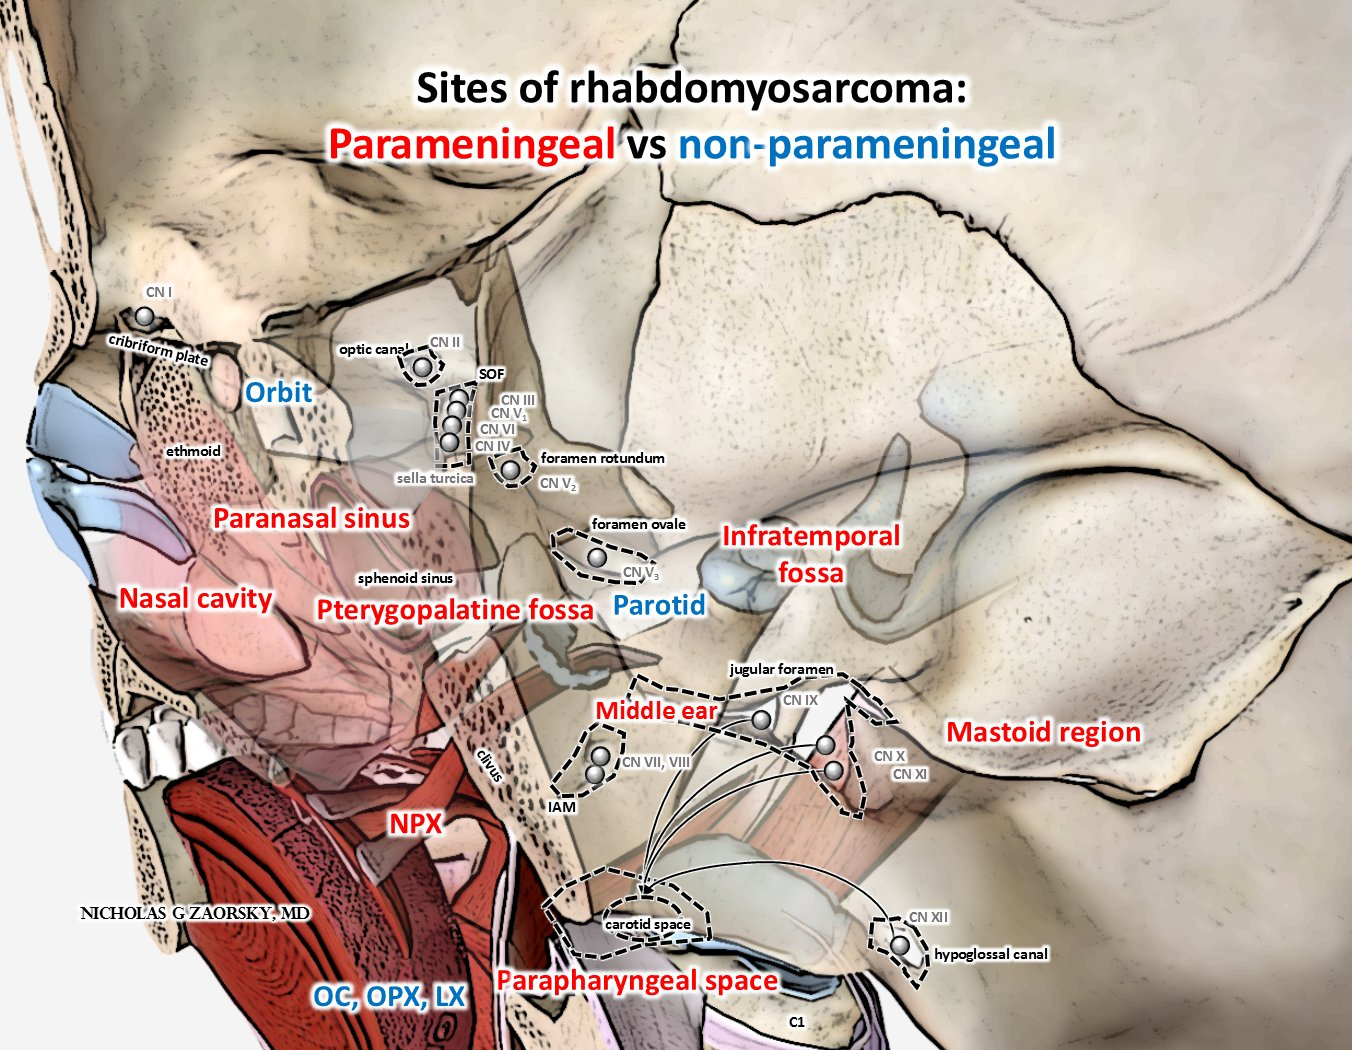 Sites of rhabdomyosarcoma:
Parameningeal vs non-parameningeal
CN I
cribriform plate
optic canal
CN II
SOF
Orbit
CN III
CN V1
CN VI
CN IV
ethmoid
foramen rotundum
sella turcica
CN V2
Paranasal sinus
foramen ovale
Infratemporal
fossa
CN V3
sphenoid sinus
Nasal cavity
Pterygopalatine fossa
Parotid
jugular foramen
CN IX
Middle ear
Mastoid region
CN VII, VIII
CN X
CN XI
clivus
IAM
NPX
NICHOLAS G ZAORSKY, MD
carotid space
CN XII
hypoglossal canal
Parapharyngeal space
OC, OPX, LX
C1